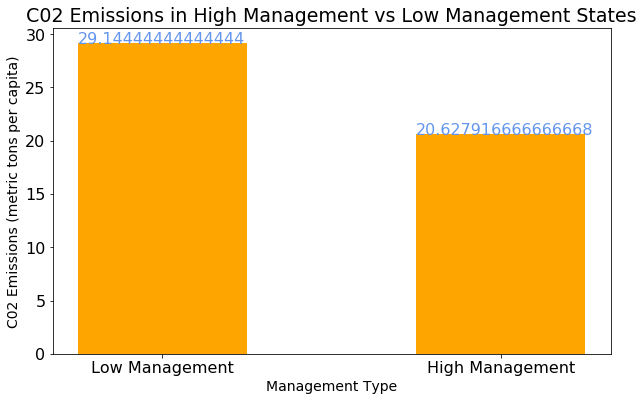 C02 Emissions in High Management vs Low Management States
30
25
20
15
10
5
0
C02 Emissions (metric tons per capita)
29.14444444444444
20.627916666666668
Low Management
High Management
Management Type